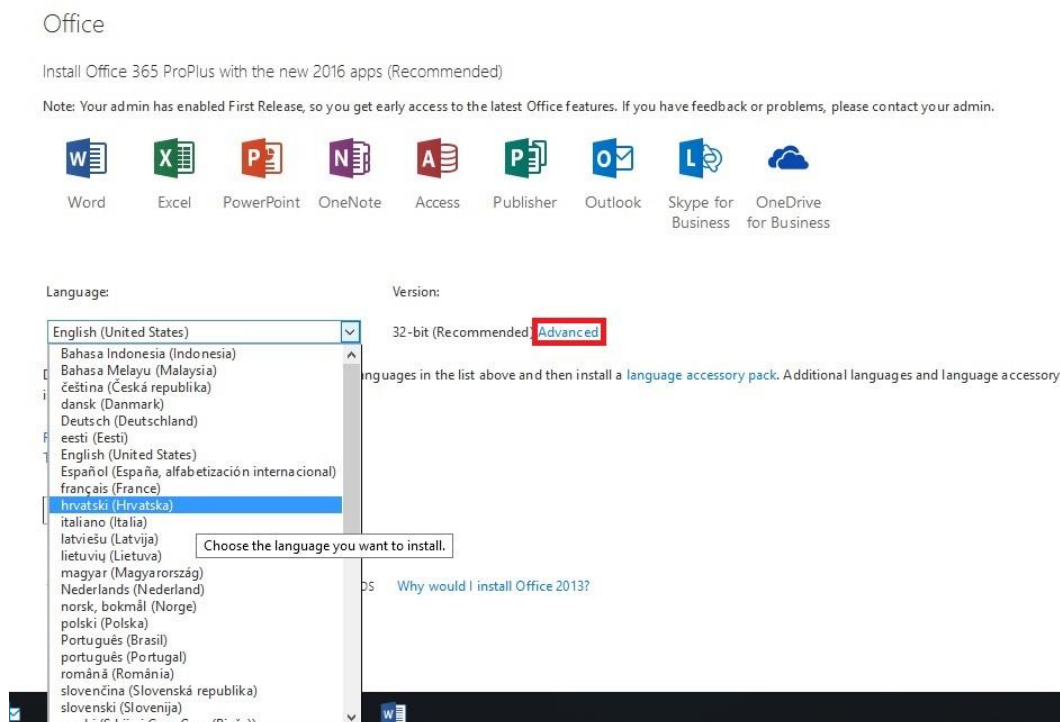 Office
Install Office 365 ProPlus with the new 2016 apps (Recommended)
Note: Your admin has enabled First Release, so you get early access to the latest Office features. If you have feedback or problems, please contact your admin.
Word Excel PowerPoint OneNote Access Publisher Outlook Skype for Business OneDrive for Business
Language: Version:
English (United States) 32-bit (Recommended) Advanced
Bahasa Indonesia (Indonesia)
Bahasa Melayu (Malaysia)
languages in the list above and then install a language accessory pack. Additional languages and language accessory
čeština (Česká republika)
dansk (Danmark)
Deutsch (Deutschland)
eesti (Eesti)
English (United States)
Español (España, alfabetización internacional)
français (France)
hrvatski (Hrvatska)
italiano (Italia)
latviešu (Latvija)
Choose the language you want to install.
lietuvių (Lietuva)
magyar (Magyarország)
Nederlands (Nederland)
Why would I install Office 2013?
norsk, bokmål (Norge)
polski (Polska)
Português (Brasil)
português (Portugal)
română (România)
slovenčina (Slovenská republika)
slovenski (Slovenija)